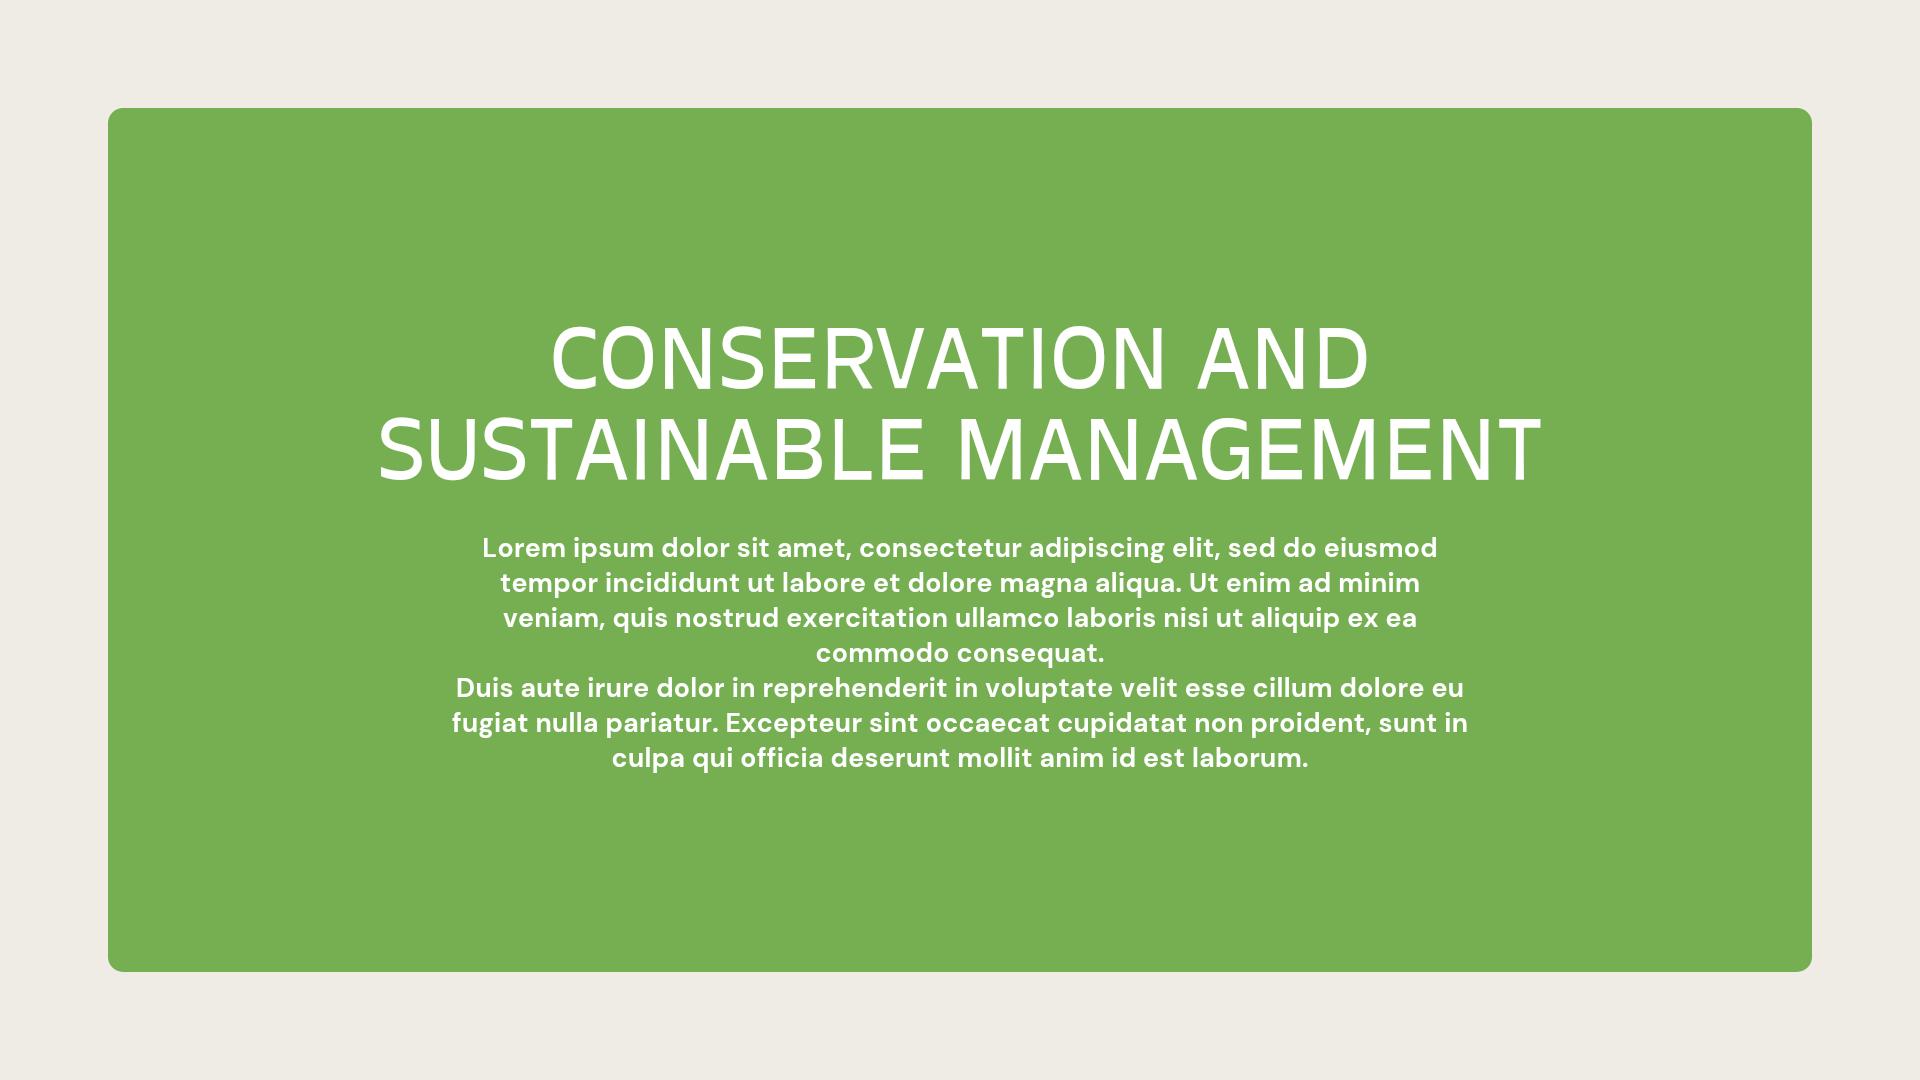 CONSERVATION AND
SUSTAINABLE MANAGEMENT
Lorem ipsum dolor sit amet, consectetur adipiscing elit, sed do eiusmod
tempor incididunt ut labore et dolore magna aliqua. Ut enim ad minim
veniam, quis nostrud exercitation ullamco laboris nisi ut aliquip ex ea
commodo consequat.
Duis aute irure dolor in reprehenderit in voluptate velit esse cillum dolore eu
fugiat nulla pariatur. Excepteur sint occaecat cupidatat non proident, sunt in
culpa qui officia deserunt mollit anim id est laborum.